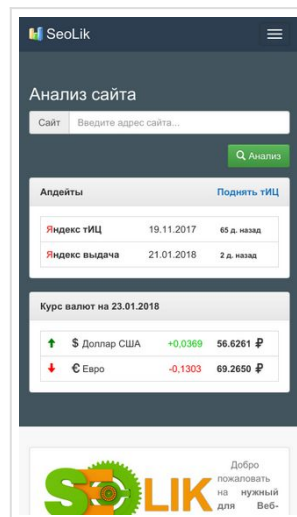 SeoLik
Анализ сайта
Сайт Введите адрес сайта...
Анализ
Апдейты Поднять тИЦ
Яндекс тИЦ 19.11.2017 65 д. назад
Яндекс выдача 21.01.2018 2 д. назад
Курс валют на 23.01.2018
$ Доллар США +0,0369 56.6261 ₽
€ Евро -0,1303 69.2650 ₽
SEOLIK
Добро
пожаловать
на нужный
для Веб-